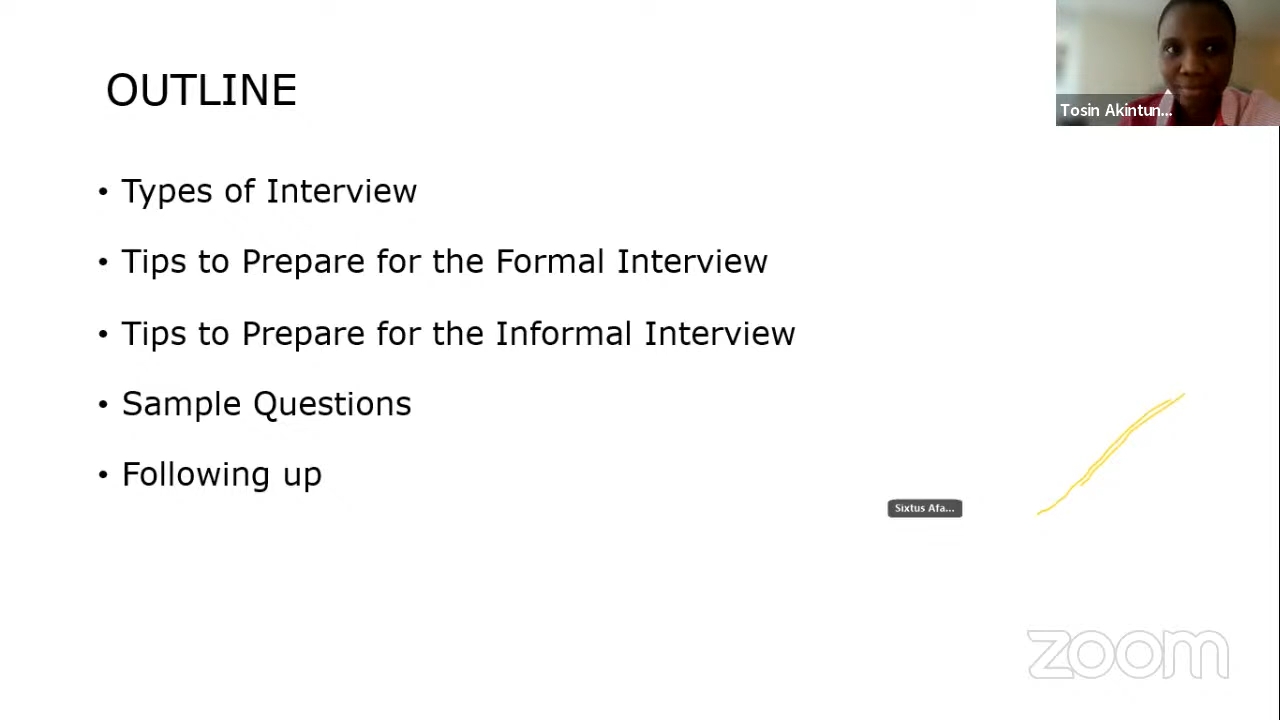 OUTLINE
Tosin Akintun...
• Types of Interview
• Tips to Prepare for the Formal Interview
• Tips to Prepare for the Informal Interview
• Sample Questions
• Following up
Sixtus Afa...
zoom